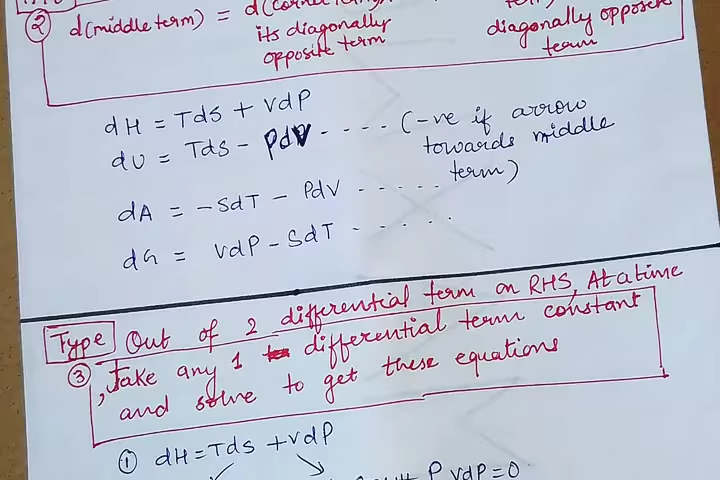 ② d(middle term) = d(corner term)
its diagonally
opposite term
diagonally opposite
term
dH = TdS + VdP
dU = TdS - PdV - - - - (-ve if arrow
towards middle
term)
dA = -SdT - PdV - - - - -
dG = VdP - SdT - - - - .
Type Out of 2 differential term on RHS, At a time
③ , Take any 1 differential term constant
and solve to get these equations
① dH = TdS + VdP
P VdP = 0